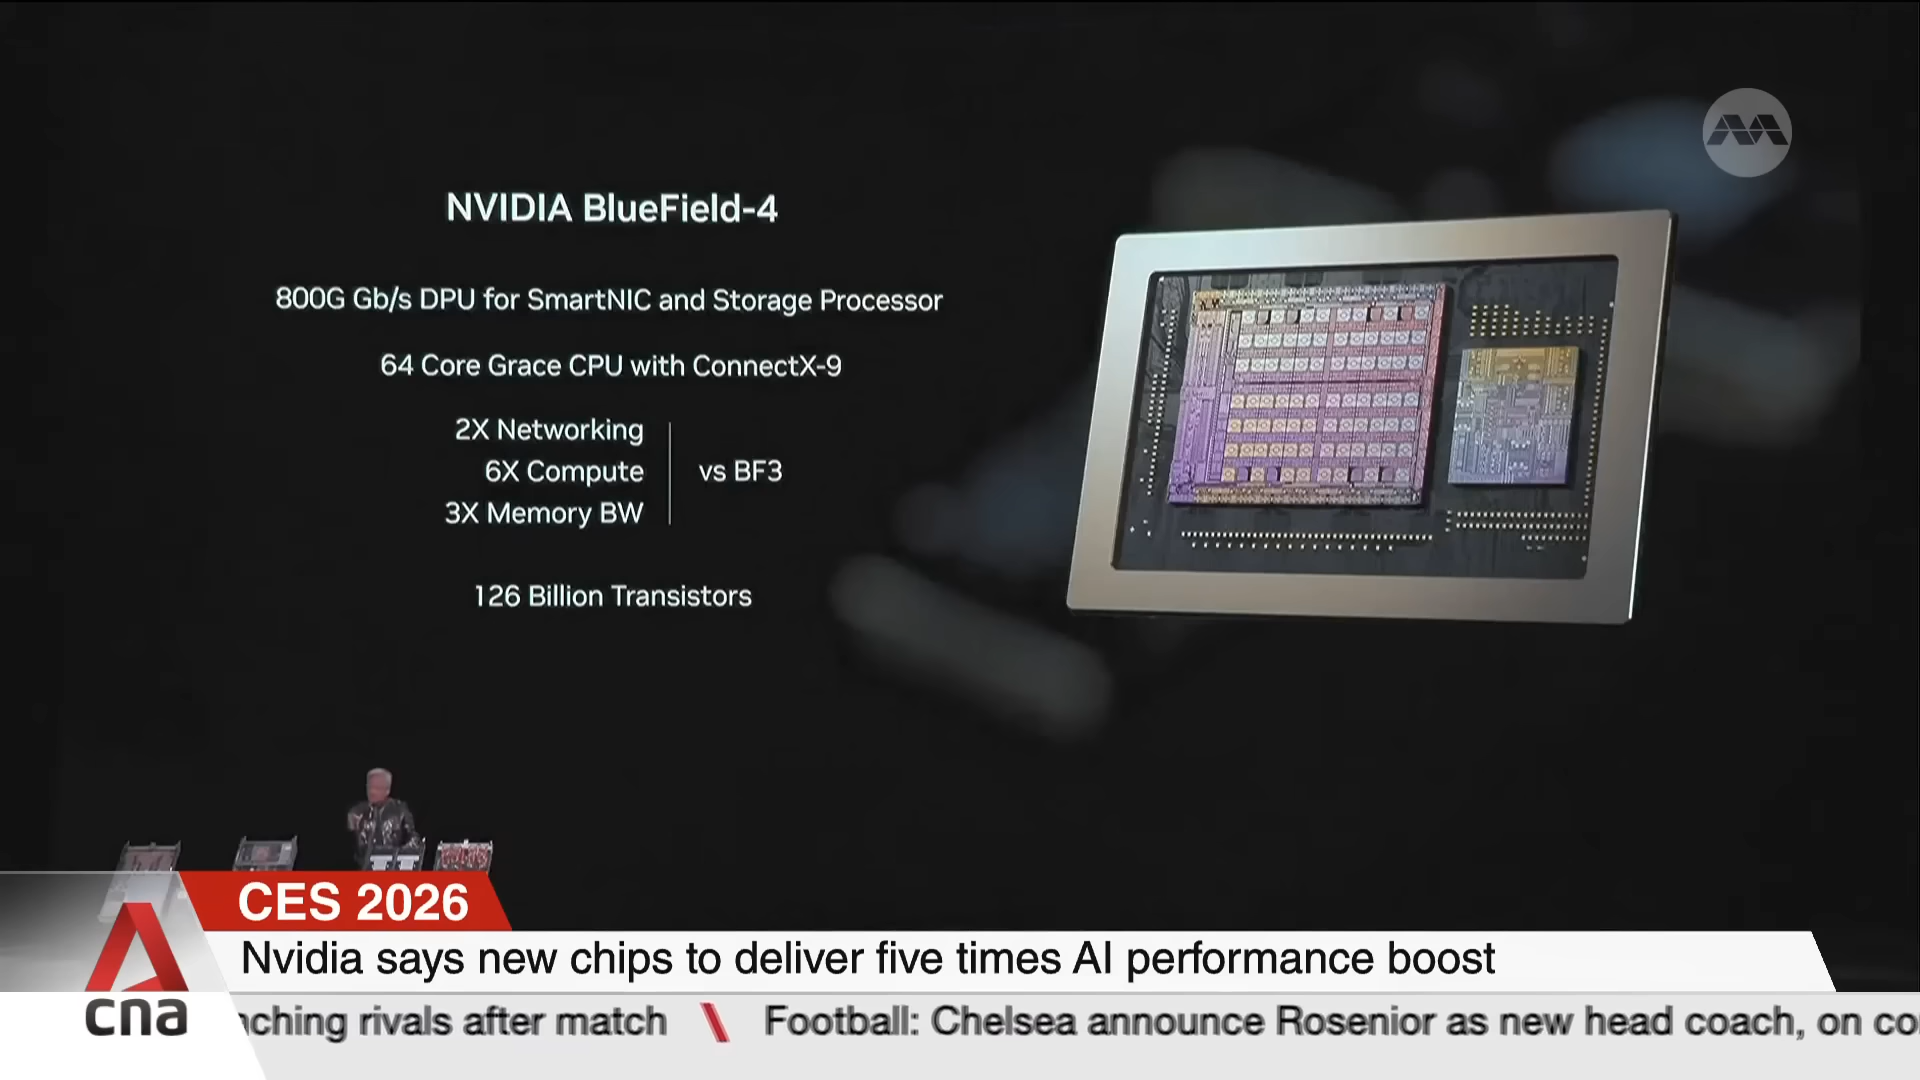 NVIDIA BlueField-4
800G Gb/s DPU for SmartNIC and Storage Processor
64 Core Grace CPU with ConnectX-9
2X Networking
6X Compute
3X Memory BW
vs BF3
126 Billion Transistors
CES 2026
Nvidia says new chips to deliver five times AI performance boost
cna
rivals after match
Football: Chelsea announce Rosenior as new head coach, on